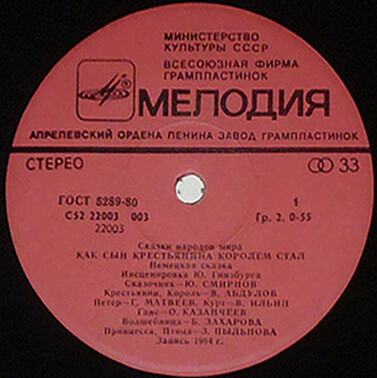 МИНИСТЕРСТВО
КУЛЬТУРЫ СССР
ВСЕСОЮЗНАЯ ФИРМА
ГРАМПЛАСТИНОК
МЕЛОДИЯ
АПРЕЛЕВСКИЙ ОРДЕНА ЛЕНИНА ЗАВОД ГРАМПЛАСТИНОК
СТЕРЕО
33
ГОСТ 5289-80
1
С52 22003 003
Гр. 2. 0-55
22003
Сказки народов мира
КАК СЫН КРЕСТЬЯНИНА КОРОЛЕМ СТАЛ
Немецкая сказка
Инсценировка Ю. Гинзбурга
Сказочник—Ю. СМИРНОВ
Крестьянин, Король—В. АБДУЛОВ
Петер—Г. МАТВЕЕВ, Курт—В. ИЛЬИН
Ганс—О. КАЗАНЧЕЕВ
Волшебница—Б. ЗАХАРОВА
Принцесса, Птица—З. ПЫЛЬНОВА
Запись 1984 г.